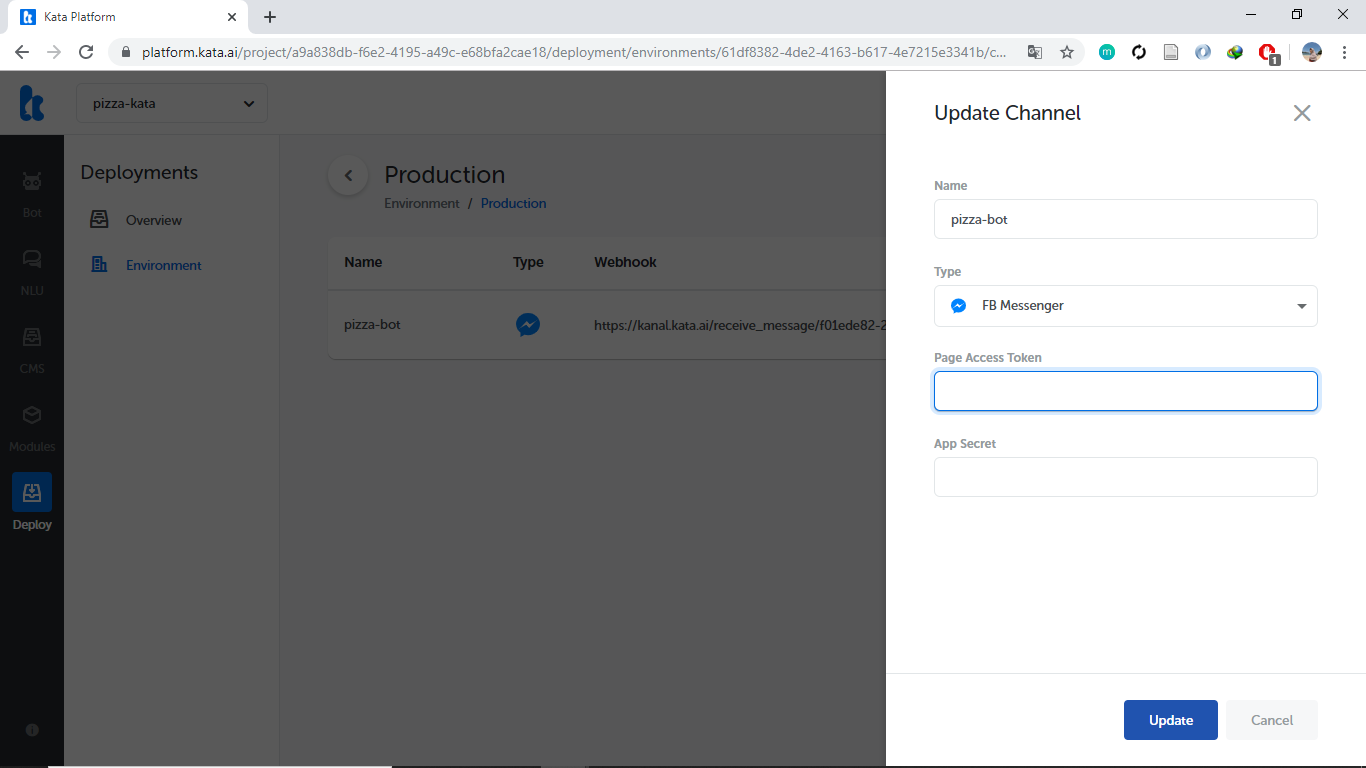 Kata Platform
platform.kata.ai/project/a9a838db-f6e2-4195-a49c-e68bfa2cae18/deployment/environments/61df8382-4de2-4163-b617-4e7215e3341b/c...
m
1
pizza-kata
Bot
NLU
CMS
Modules
Deploy
Deployments
Overview
Environment
Production
Environment / Production
Name Type Webhook
pizza-bot https://kanal.kata.ai/receive_message/f01ede82-2
Update Channel
Name
pizza-bot
Type
FB Messenger
Page Access Token
App Secret
Update Cancel